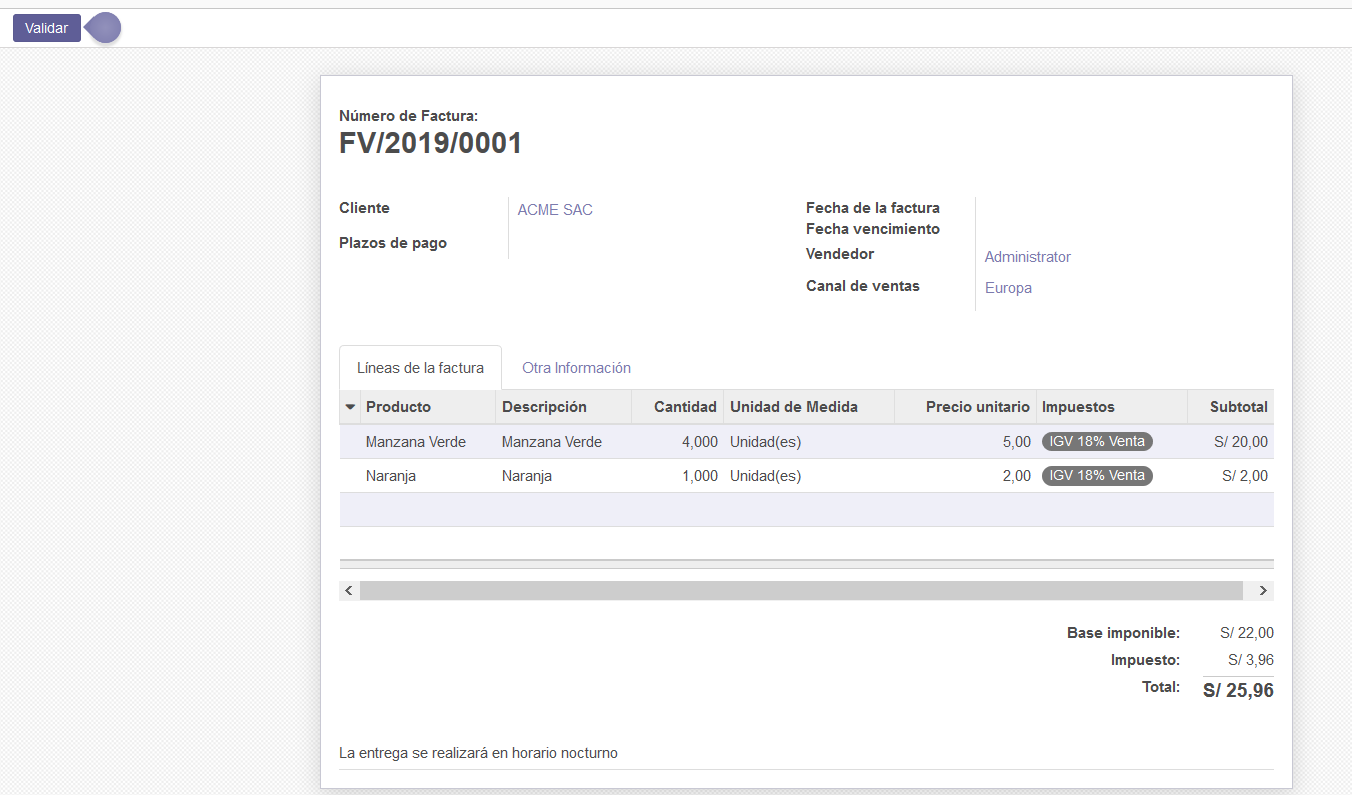 Validar
Número de Factura:
FV/2019/0001
Cliente ACME SAC
Plazos de pago
Fecha de la factura
Fecha vencimiento
Vendedor Administrator
Canal de ventas Europa
Líneas de la factura Otra Información
Producto Descripción Cantidad Unidad de Medida Precio unitario Impuestos Subtotal
Manzana Verde Manzana Verde 4,000 Unidad(es) 5,00 IGV 18% Venta S/ 20,00
Naranja Naranja 1,000 Unidad(es) 2,00 IGV 18% Venta S/ 2,00
Base imponible: S/ 22,00
Impuesto: S/ 3,96
Total: S/ 25,96
La entrega se realizará en horario nocturno